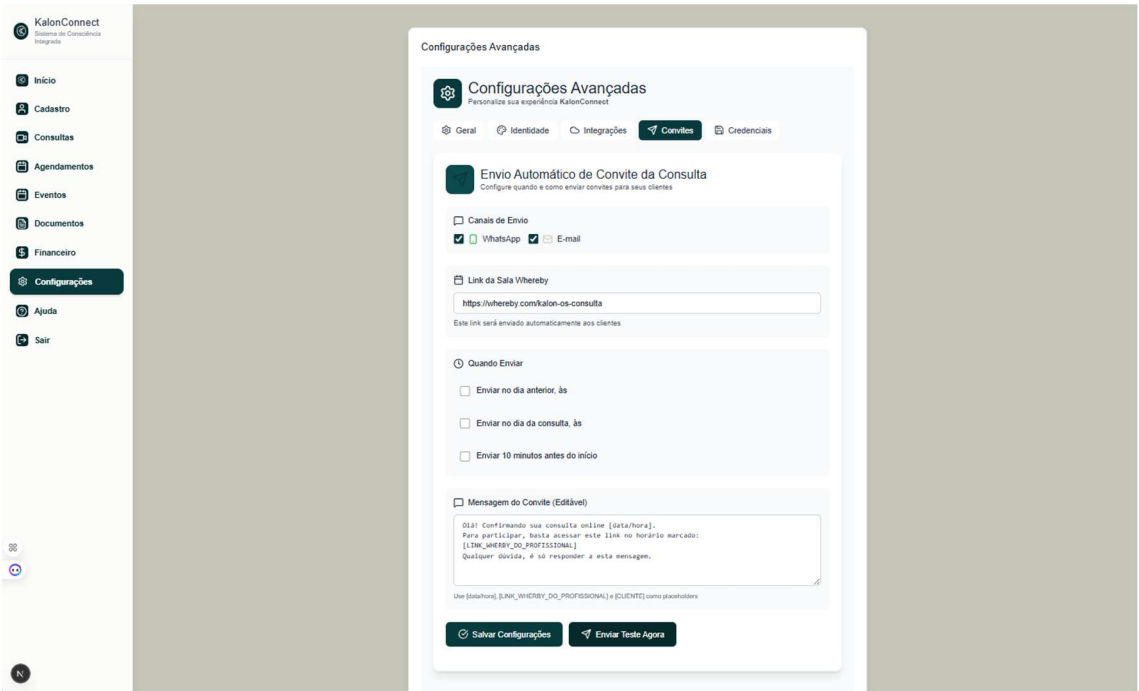 KalonConnect
Sistema de Consciência
Integrada
Início
Cadastro
Consultas
Agendamentos
Eventos
Documentos
Financeiro
Configurações
Ajuda
Sair
N
Configurações Avançadas
Configurações Avançadas
Personalize sua experiência KalonConnect
Geral Identidade Integrações Convites Credenciais
Envio Automático de Convite da Consulta
Configure quando e como enviar convites para seus clientes
Canais de Envio
WhatsApp E-mail
Link da Sala Whereby
https://whereby.com/kalon-os-consulta
Este link será enviado automaticamente aos clientes
Quando Enviar
Enviar no dia anterior, às
Enviar no dia da consulta, às
Enviar 10 minutos antes do início
Mensagem do Convite (Editável)
Olá! Confirmando sua consulta online [data/hora].
Para participar, basta acessar este link no horário marcado:
[LINK_WHERBY_DO_PROFISSIONAL]
Qualquer dúvida, é só responder a esta mensagem.
Use [data/hora], [LINK_WHERBY_DO_PROFISSIONAL] e [CLIENTE] como placeholders
Salvar Configurações Enviar Teste Agora